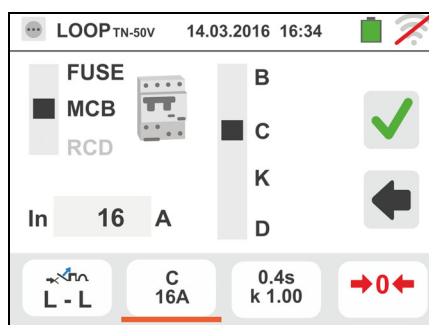 LOOP TN-50V 14.03.2016 16:34
FUSE
MCB
RCD
B
C
K
D
In 16 A
L - L
C
16A
0.4s
k 1.00
→0←